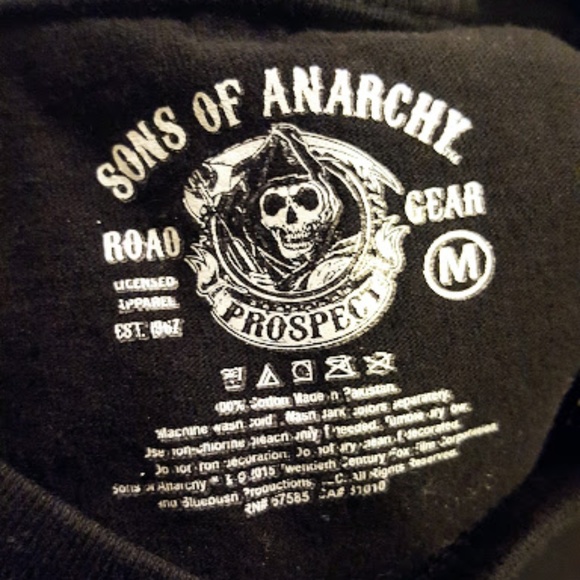 SONS OF ANARCHY
ROAD GEAR
LICENSED
APPAREL
EST. 1967
M
PROSPECT
100% Cotton Made in Pakistan.
Machine wash cold. Wash dark colors separately.
Use non-chlorine bleach only if needed. Tumble dry low.
Do not iron decoration. Do not dry clean if decorated.
Sons of Anarchy ™ & © 2015 Twentieth Century Fox Film Corporation
and Bluebush Productions, LLC. All Rights Reserved.
RN# 67585 CA# 31010